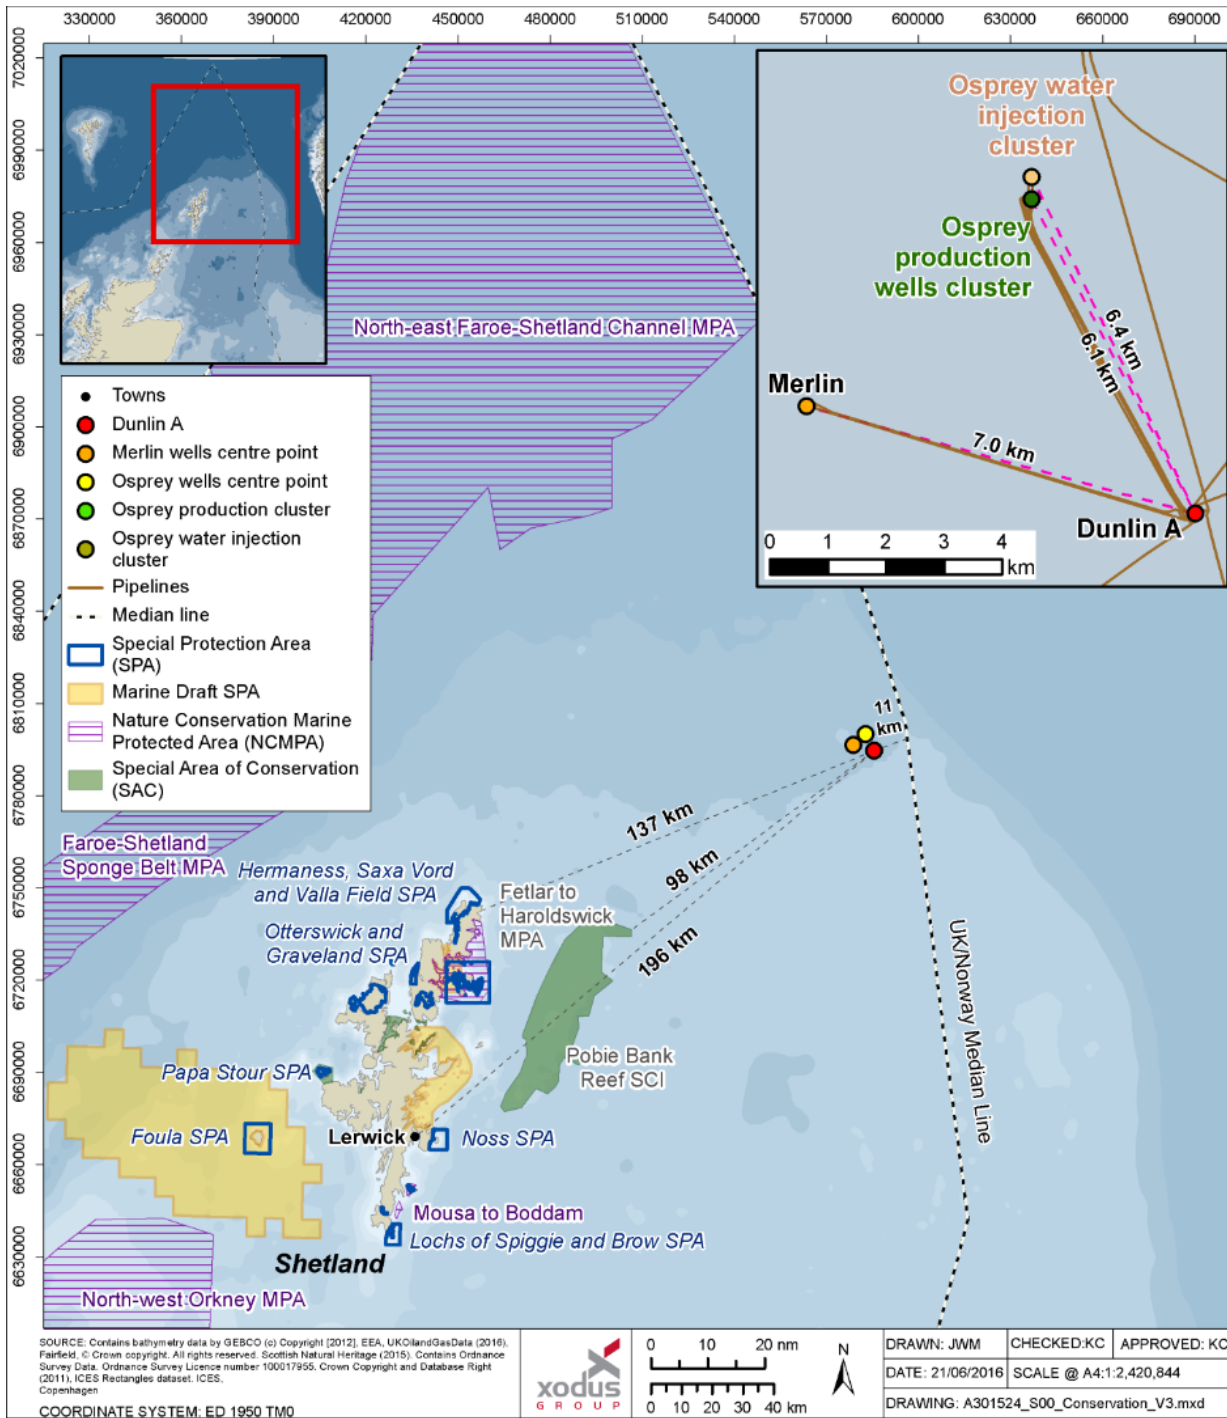 330000 360000 390000 420000 450000 480000 510000 540000 570000 600000 630000 660000 690000
7020000
6990000
6960000
6930000
6900000
6870000
6840000
6810000
6780000
6750000
6720000
6690000
6660000
6630000
Osprey water
injection
cluster
Osprey
production
wells cluster
6.4 km
6.1 km
Merlin
7.0 km
Dunlin A
0 1 2 3 4
km
North-east Faroe-Shetland Channel MPA
Towns
Dunlin A
Merlin wells centre point
Osprey wells centre point
Osprey production cluster
Osprey water injection
cluster
Pipelines
Median line
Special Protection Area
(SPA)
Marine Draft SPA
Nature Conservation Marine
Protected Area (NCMPA)
Special Area of Conservation
(SAC)
11
km
137 km
98 km
196 km
Faroe-Shetland
Sponge Belt MPA
Hermaness, Saxa Vord
and Valla Field SPA
Fetlar to
Haroldswick
MPA
Otterswick and
Graveland SPA
UK/Norway Median Line
Pobie Bank
Reef SCI
Papa Stour SPA
Foula SPA
Lerwick
Noss SPA
Mousa to Boddam
Lochs of Spiggie and Brow SPA
Shetland
North-west Orkney MPA
SOURCE: Contains bathymetry data by GEBCO (c) Copyright [2012], EEA, UKOilandGasData (2016),
Fairfield, © Crown copyright. All rights reserved. Scottish Natural Heritage (2015). Contains Ordnance
Survey Data. Ordnance Survey Licence number 100017955. Crown Copyright and Database Right
(2011), ICES Rectangles dataset. ICES,
Copenhagen
COORDINATE SYSTEM: ED 1950 TM0
xodus
GROUP
0 10 20 nm
0 10 20 30 40 km
N
DRAWN: JWM CHECKED:KC APPROVED: KC
DATE: 21/06/2016 SCALE @ A4:1:2,420,844
DRAWING: A301524_S00_Conservation_V3.mxd